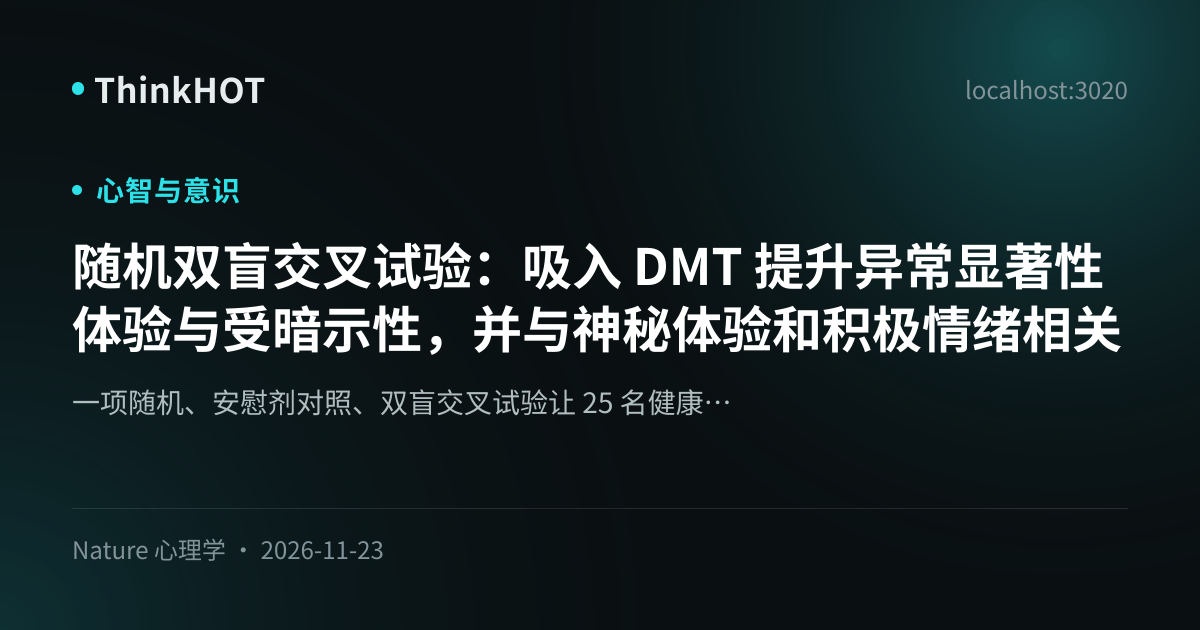 ThinkHOT
localhost:3020
心智与意识
随机双盲交叉试验：吸入 DMT 提升异常显著性
体验与受暗示性，并与神秘体验和积极情绪相关
一项随机、安慰剂对照、双盲交叉试验让 25 名健康…
Nature 心理学 · 2026-11-23